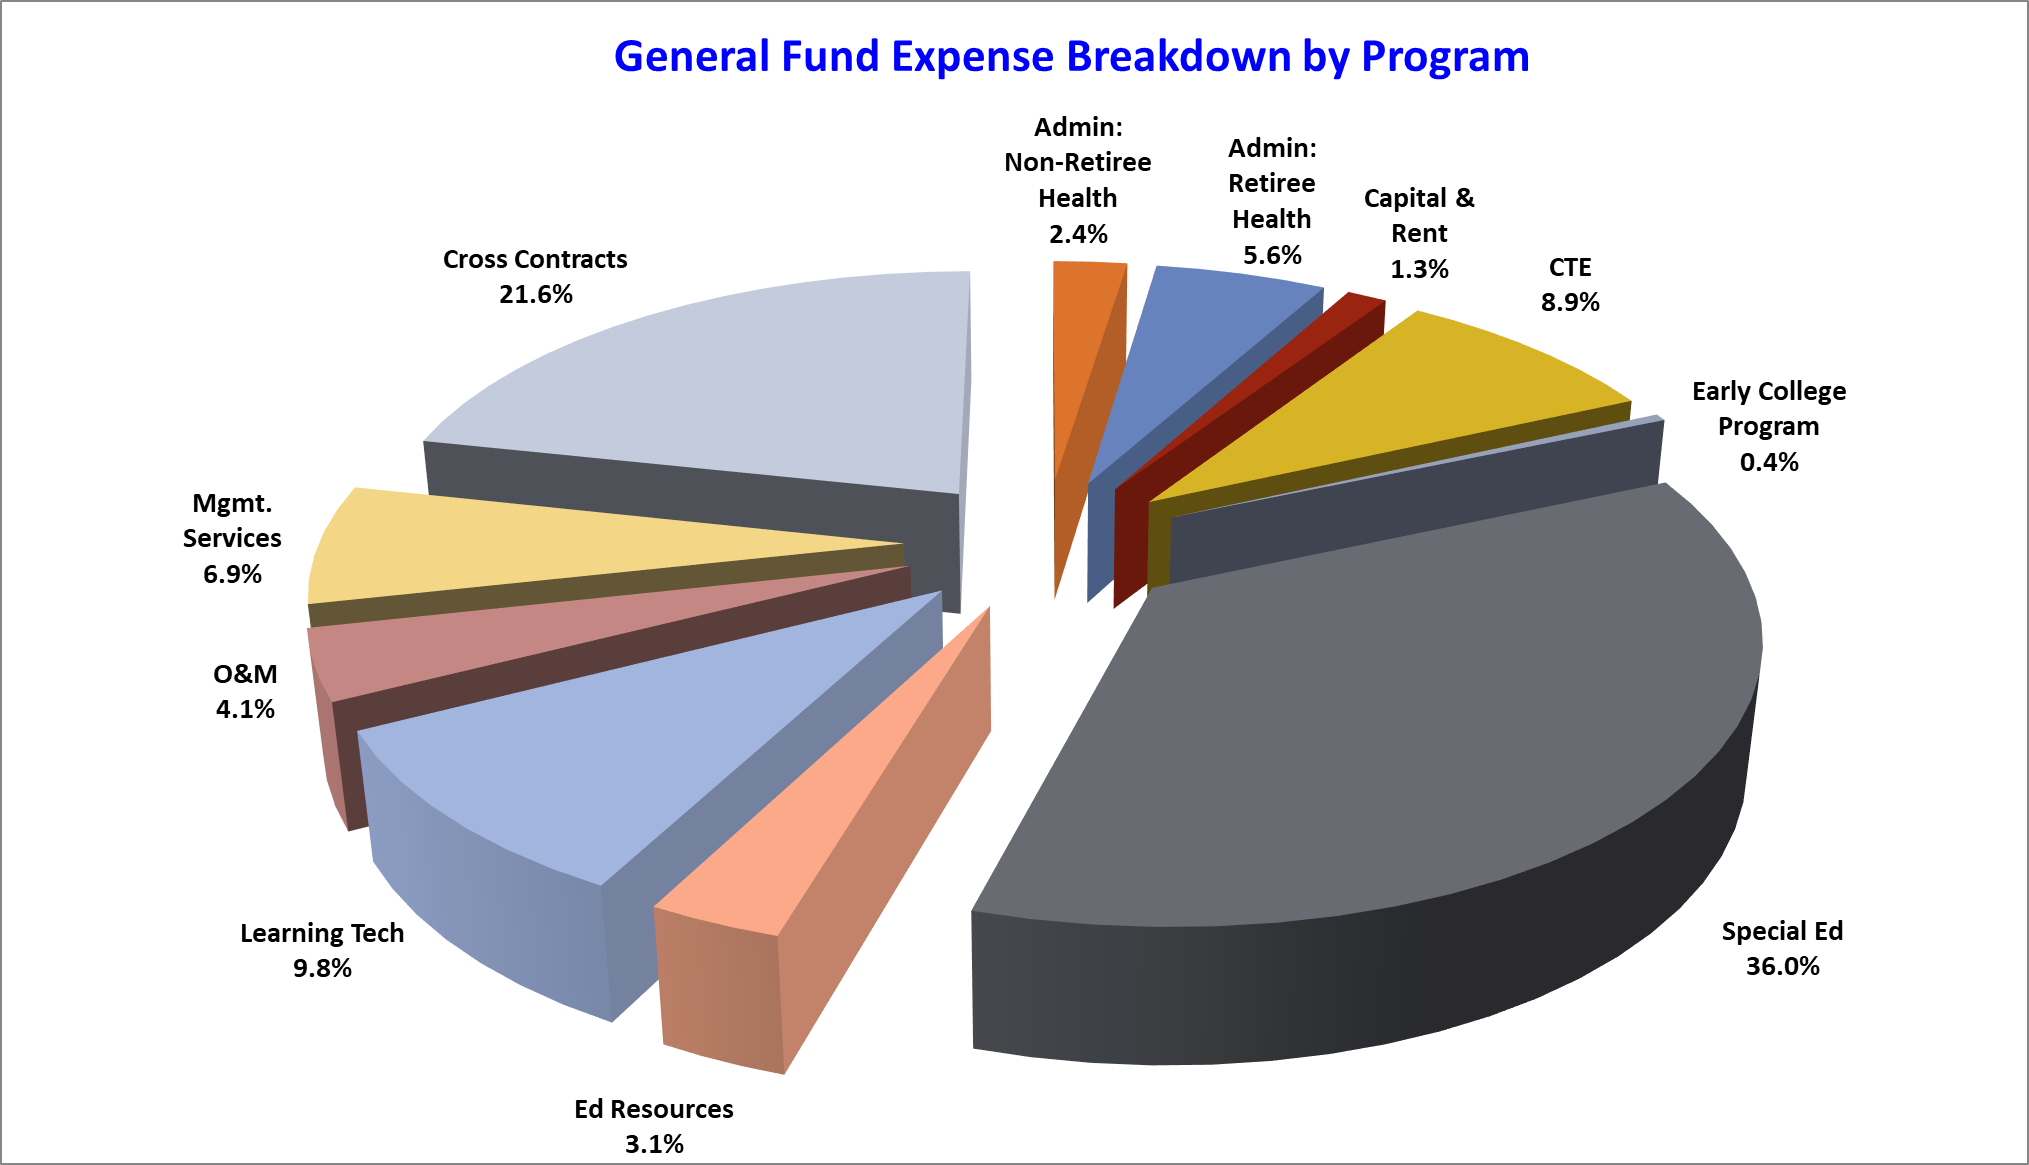 General Fund Expense Breakdown by Program
Admin:
Non-Retiree
Health
2.4%
Admin:
Retiree
Health
5.6%
Capital &
Rent
1.3%
CTE
8.9%
Early College
Program
0.4%
Special Ed
36.0%
Ed Resources
3.1%
Learning Tech
9.8%
O&M
4.1%
Mgmt.
Services
6.9%
Cross Contracts
21.6%